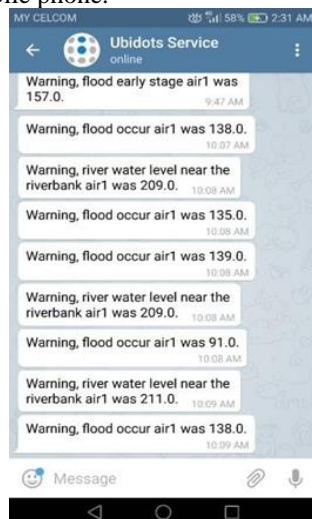 MY CELCOM 58% 2:31 AM
Ubidots Service
online
Warning, flood early stage air1 was
157.0. 9:47 AM
Warning, flood occur air1 was 138.0.
10:07 AM
Warning, river water level near the
riverbank air1 was 209.0. 10:08 AM
Warning, flood occur air1 was 135.0.
10:08 AM
Warning, flood occur air1 was 139.0.
10:08 AM
Warning, river water level near the
riverbank air1 was 209.0. 10:08 AM
Warning, flood occur air1 was 91.0.
10:08 AM
Warning, river water level near the
riverbank air1 was 211.0. 10:09 AM
Warning, flood occur air1 was 138.0.
10:09 AM
Message